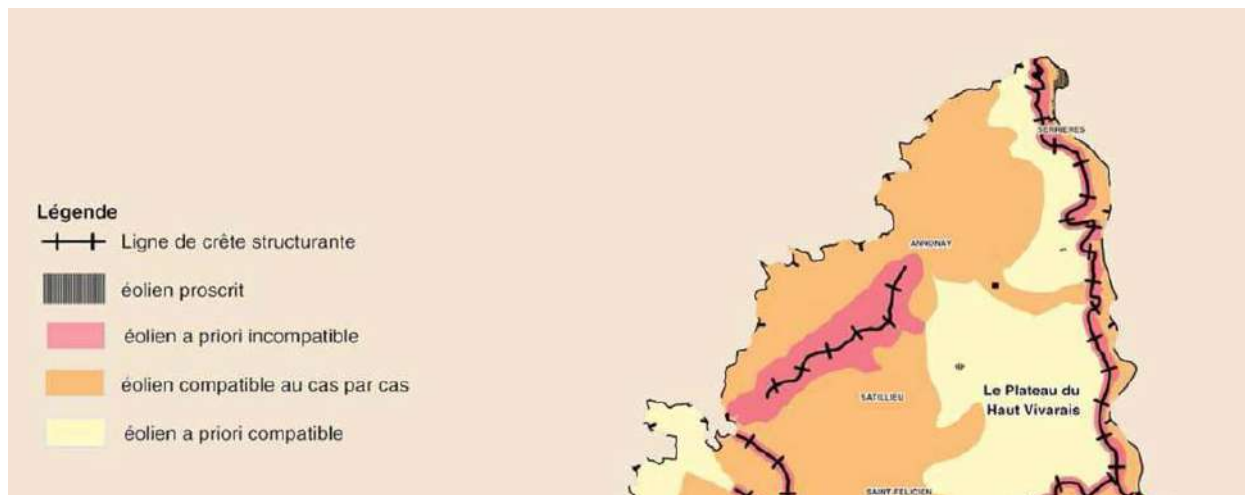 Légende
Ligne de crête structurante
éolien proscrit
éolien a priori incompatible
éolien compatible au cas par cas
éolien a priori compatible
SERRIERES
ANNONAY
SATILLIEU
Le Plateau du
Haut Vivarais
SAINT-FELICIEN